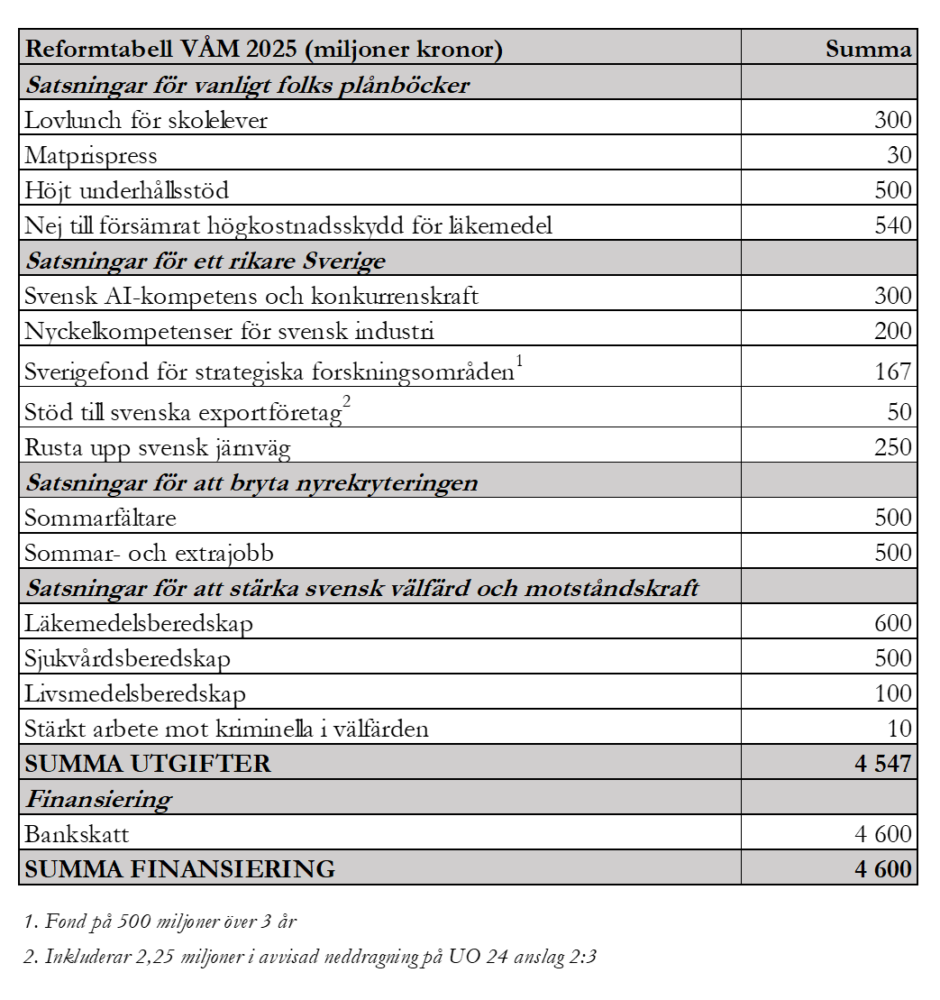 Reformtabell VÅM 2025 (miljoner kronor) Summa
Satsningar för vanligt folks plånböcker
Lovlunch för skolelever 300
Matprispress 30
Höjt underhållsstöd 500
Nej till försämrat högkostnadsskydd för läkemedel 540
Satsningar för ett rikare Sverige
Svensk AI-kompetens och konkurrenskraft 300
Nyckelkompetenser för svensk industri 200
Sverigefond för strategiska forskningsområden1 167
Stöd till svenska exportföretag2 50
Rusta upp svensk järnväg 250
Satsningar för att bryta nyrekryteringen
Sommarfältare 500
Sommar- och extrajobb 500
Satsningar för att stärka svensk välfärd och motståndskraft
Läkemedelsberedskap 600
Sjukvårdsberedskap 500
Livsmedelsberedskap 100
Stärkt arbete mot kriminella i välfärden 10
SUMMA UTGIFTER 4 547
Finansiering
Bankskatt 4 600
SUMMA FINANSIERING 4 600
1. Fond på 500 miljoner över 3 år
2. Inkluderar 2,25 miljoner i avvisad neddragning på UO 24 anslag 2:3